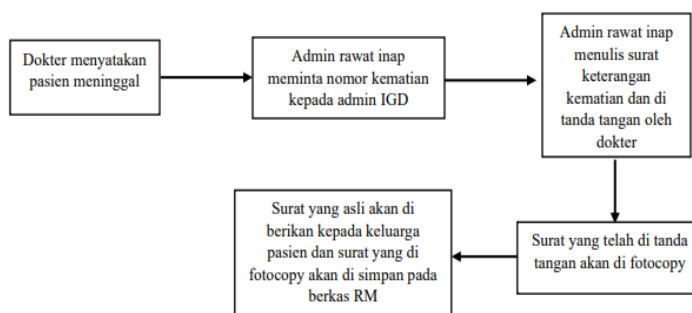 Dokter menyatakan
pasien meninggal
Admin rawat inap
meminta nomor kematian
kepada admin IGD
Admin rawat inap
menulis surat
keterangan
kematian dan di
tanda tangan oleh
dokter
Surat yang telah di tanda
tangan akan di fotocopy
Surat yang asli akan di
berikan kepada keluarga
pasien dan surat yang di
fotocopy akan di simpan pada
berkas RM